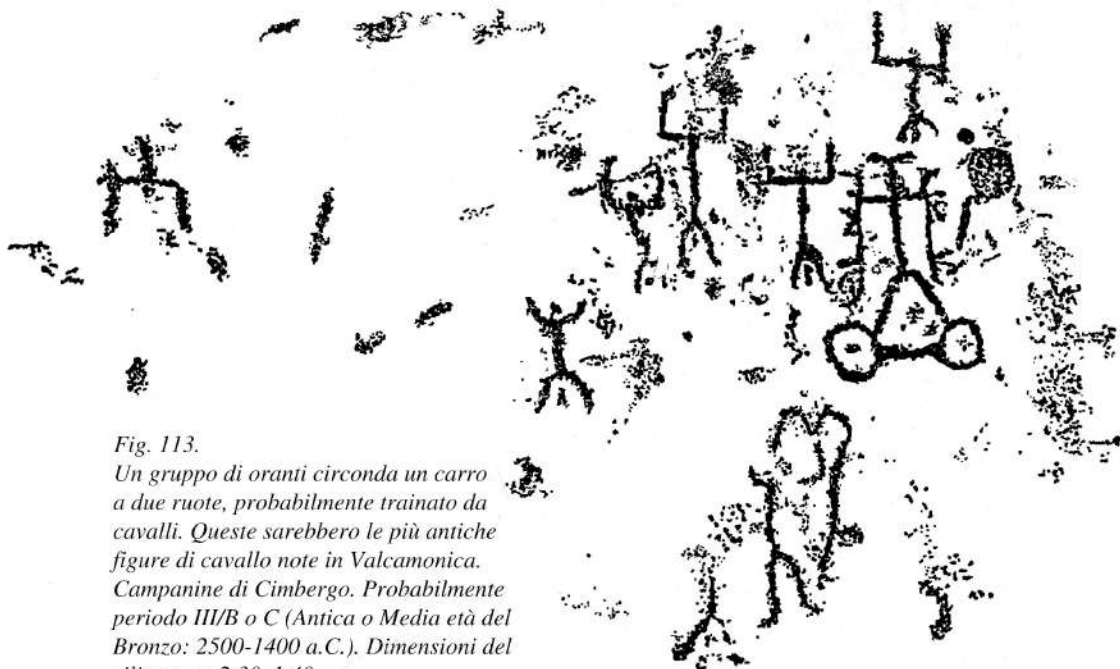 Fig. 113.
Un gruppo di oranti circonda un carro
a due ruote, probabilmente trainato da
cavalli. Queste sarebbero le più antiche
figure di cavallo note in Valcamonica.
Campanine di Cimbergo. Probabilmente
periodo III/B o C (Antica o Media età del
Bronzo: 2500-1400 a.C.). Dimensioni del